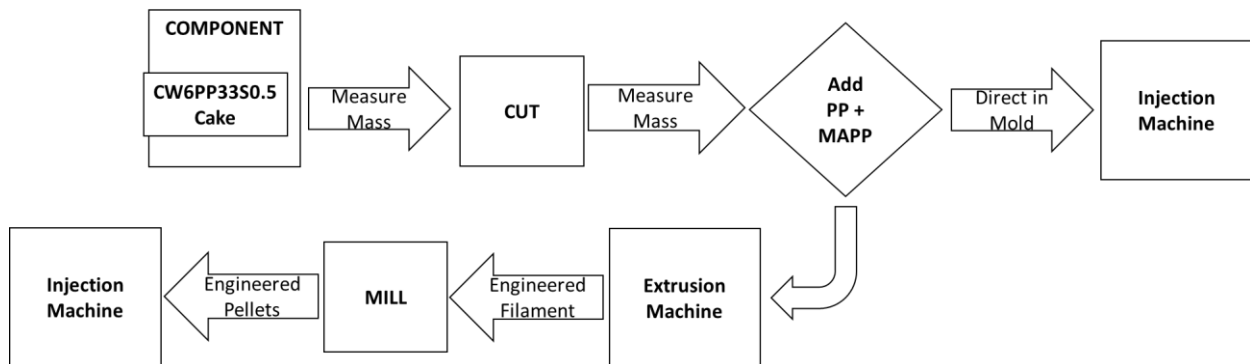 COMPONENT
CW6PP33S0.5
Cake
Measure
Mass
CUT
Measure
Mass
Add
PP +
MAPP
Direct in
Mold
Injection
Machine
Injection
Machine
Engineered
Pellets
MILL
Engineered
Filament
Extrusion
Machine